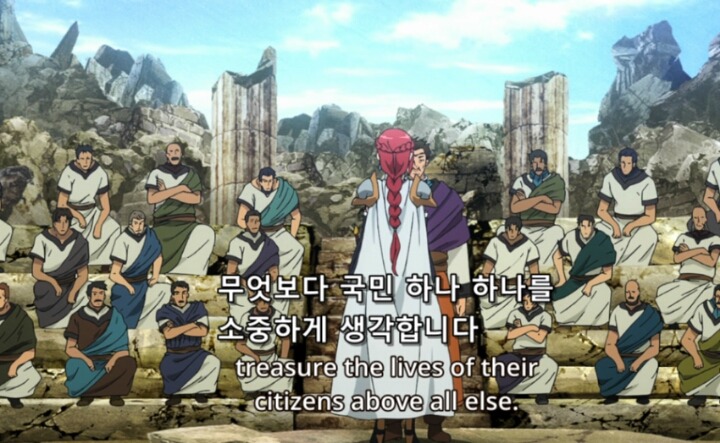 무엇보다 국민 하나 하나를
소중하게 생각합니다
treasure the lives of their
citizens above all else.